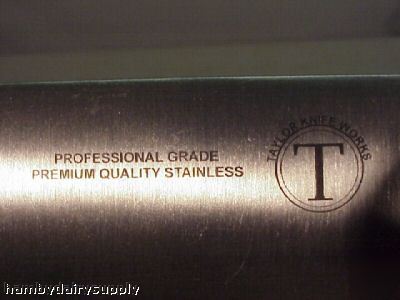 PROFESSIONAL GRADE
PREMIUM QUALITY STAINLESS
TAYLOR KNIFE WORKS
T
hambydairysupply